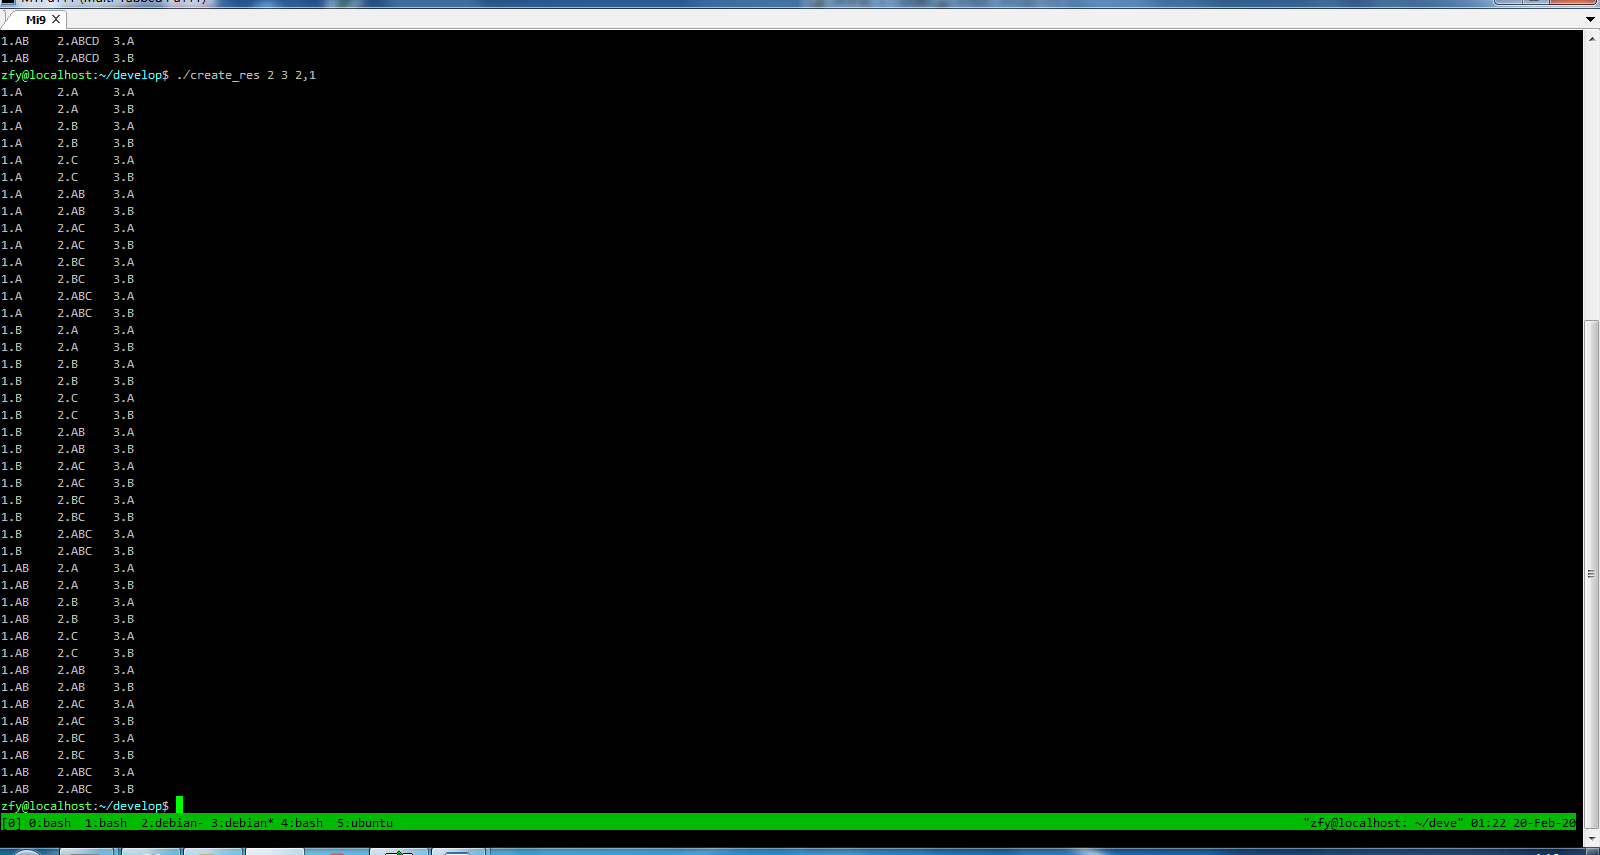 Mi9 X
1.AB    2.ABCD  3.A
1.AB    2.ABCD  3.B
zfy@localhost:~/develop$ ./create_res 2 3 2,1
1.A     2.A     3.A
1.A     2.A     3.B
1.A     2.B     3.A
1.A     2.B     3.B
1.A     2.C     3.A
1.A     2.C     3.B
1.A     2.AB    3.A
1.A     2.AB    3.B
1.A     2.AC    3.A
1.A     2.AC    3.B
1.A     2.BC    3.A
1.A     2.BC    3.B
1.A     2.ABC   3.A
1.A     2.ABC   3.B
1.B     2.A     3.A
1.B     2.A     3.B
1.B     2.B     3.A
1.B     2.B     3.B
1.B     2.C     3.A
1.B     2.C     3.B
1.B     2.AB    3.A
1.B     2.AB    3.B
1.B     2.AC    3.A
1.B     2.AC    3.B
1.B     2.BC    3.A
1.B     2.BC    3.B
1.B     2.ABC   3.A
1.B     2.ABC   3.B
1.AB    2.A     3.A
1.AB    2.A     3.B
1.AB    2.B     3.A
1.AB    2.B     3.B
1.AB    2.C     3.A
1.AB    2.C     3.B
1.AB    2.AB    3.A
1.AB    2.AB    3.B
1.AB    2.AC    3.A
1.AB    2.AC    3.B
1.AB    2.BC    3.A
1.AB    2.BC    3.B
1.AB    2.ABC   3.A
1.AB    2.ABC   3.B
zfy@localhost:~/develop$
[0] 0:bash  1:bash  2:debian- 3:debian* 4:bash  5:ubuntu "zfy@localhost: ~/deve" 01:22 20-Feb-20